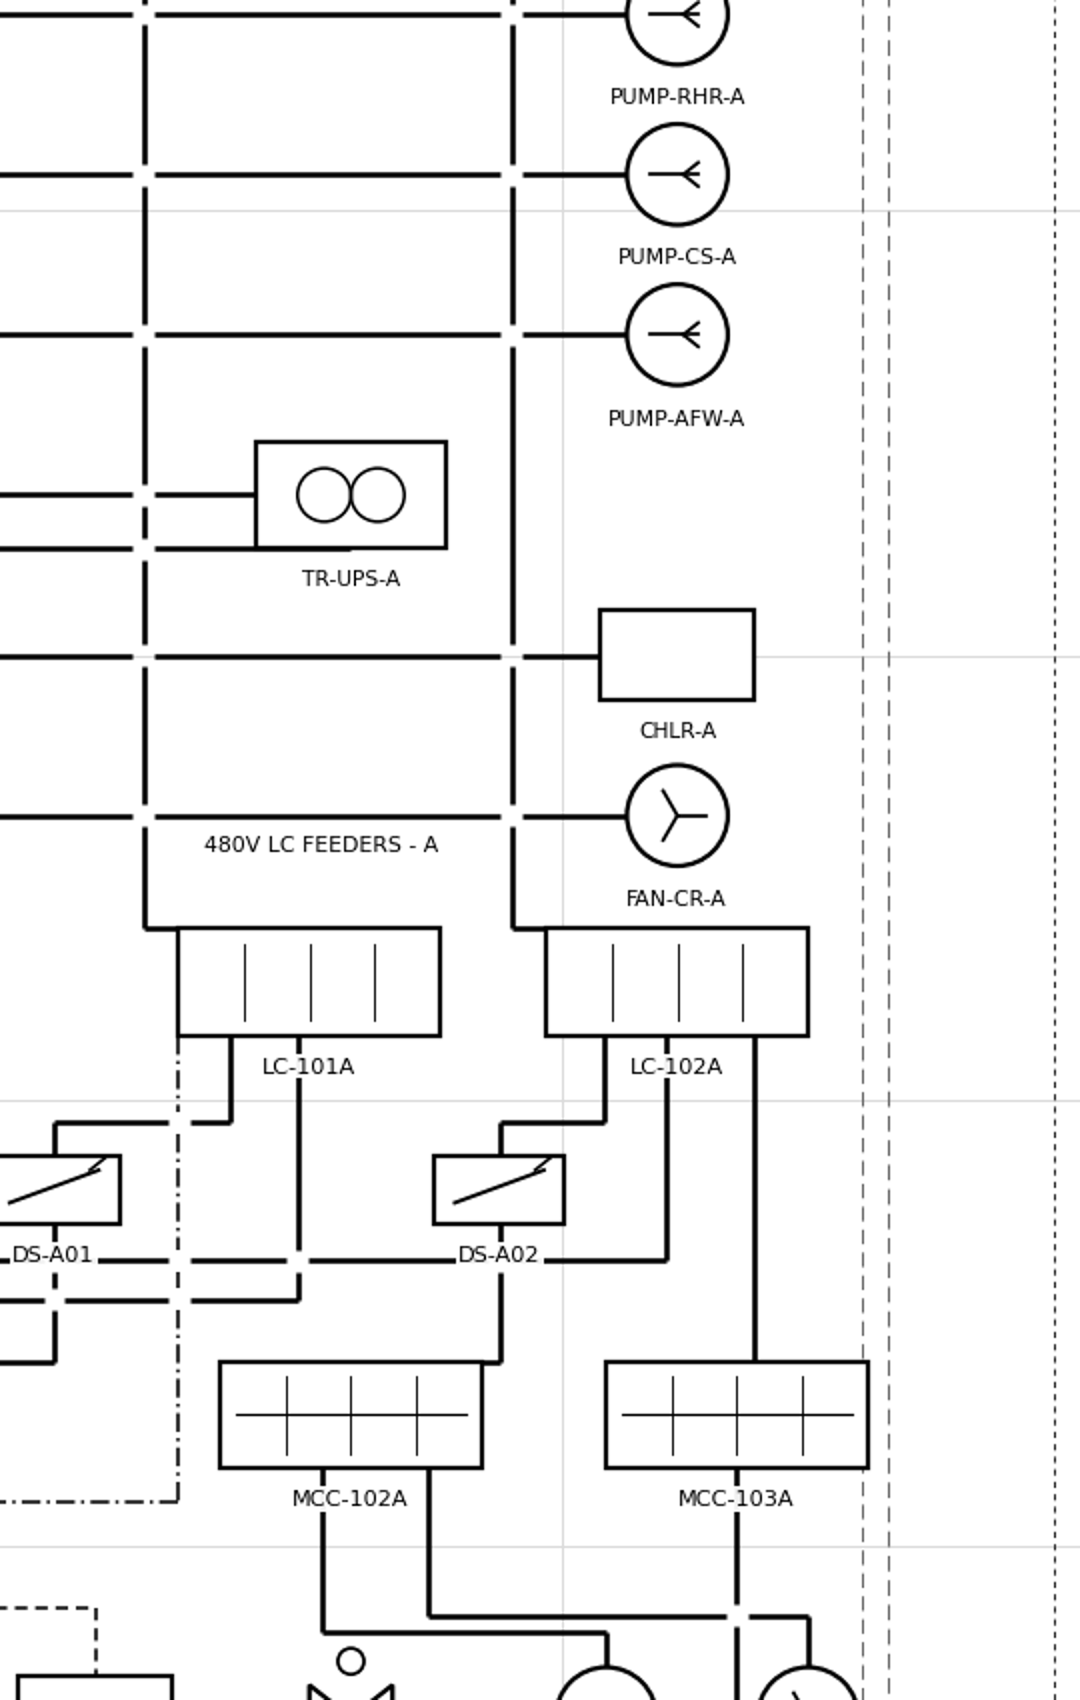 PUMP-RHR-A
PUMP-CS-A
PUMP-AFW-A
TR-UPS-A
CHLR-A
480V LC FEEDERS - A
FAN-CR-A
LC-101A
LC-102A
DS-A01
DS-A02
MCC-102A
MCC-103A